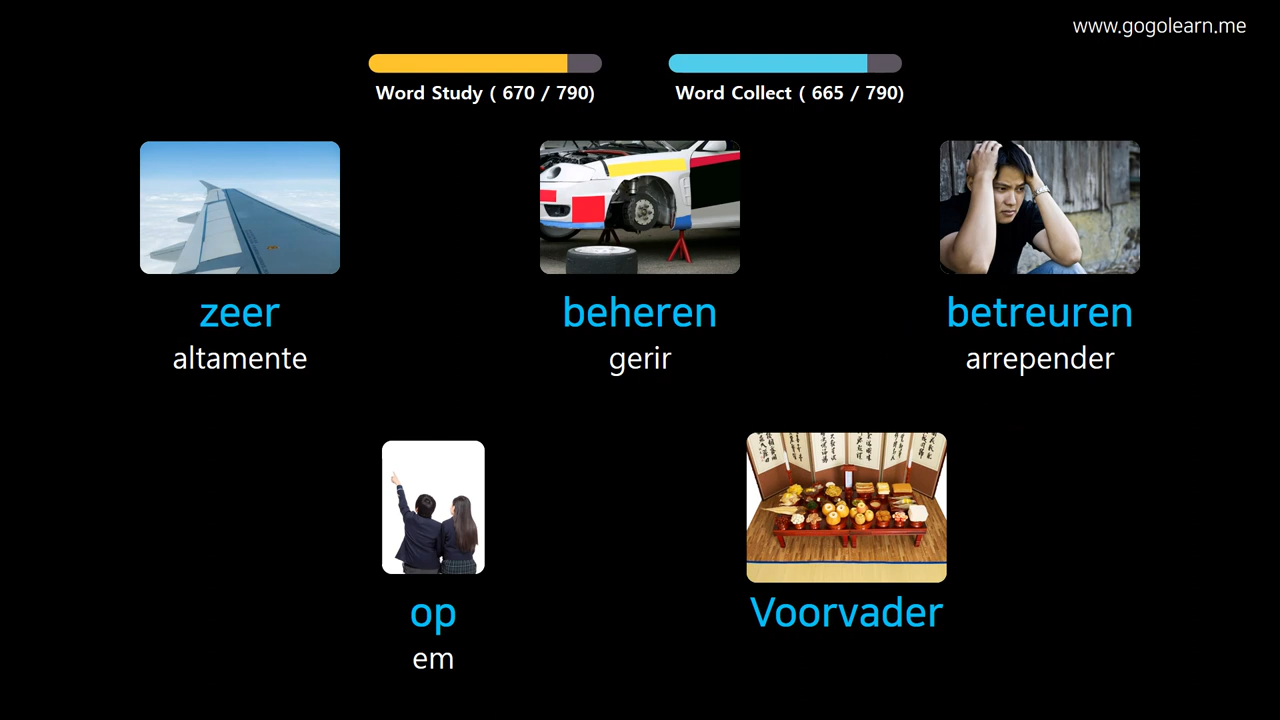 www.gogolearn.me
Word Study ( 670 / 790)
Word Collect ( 665 / 790)
zeer
altamente
beheren
gerir
betreuren
arrepender
op
em
Voorvader